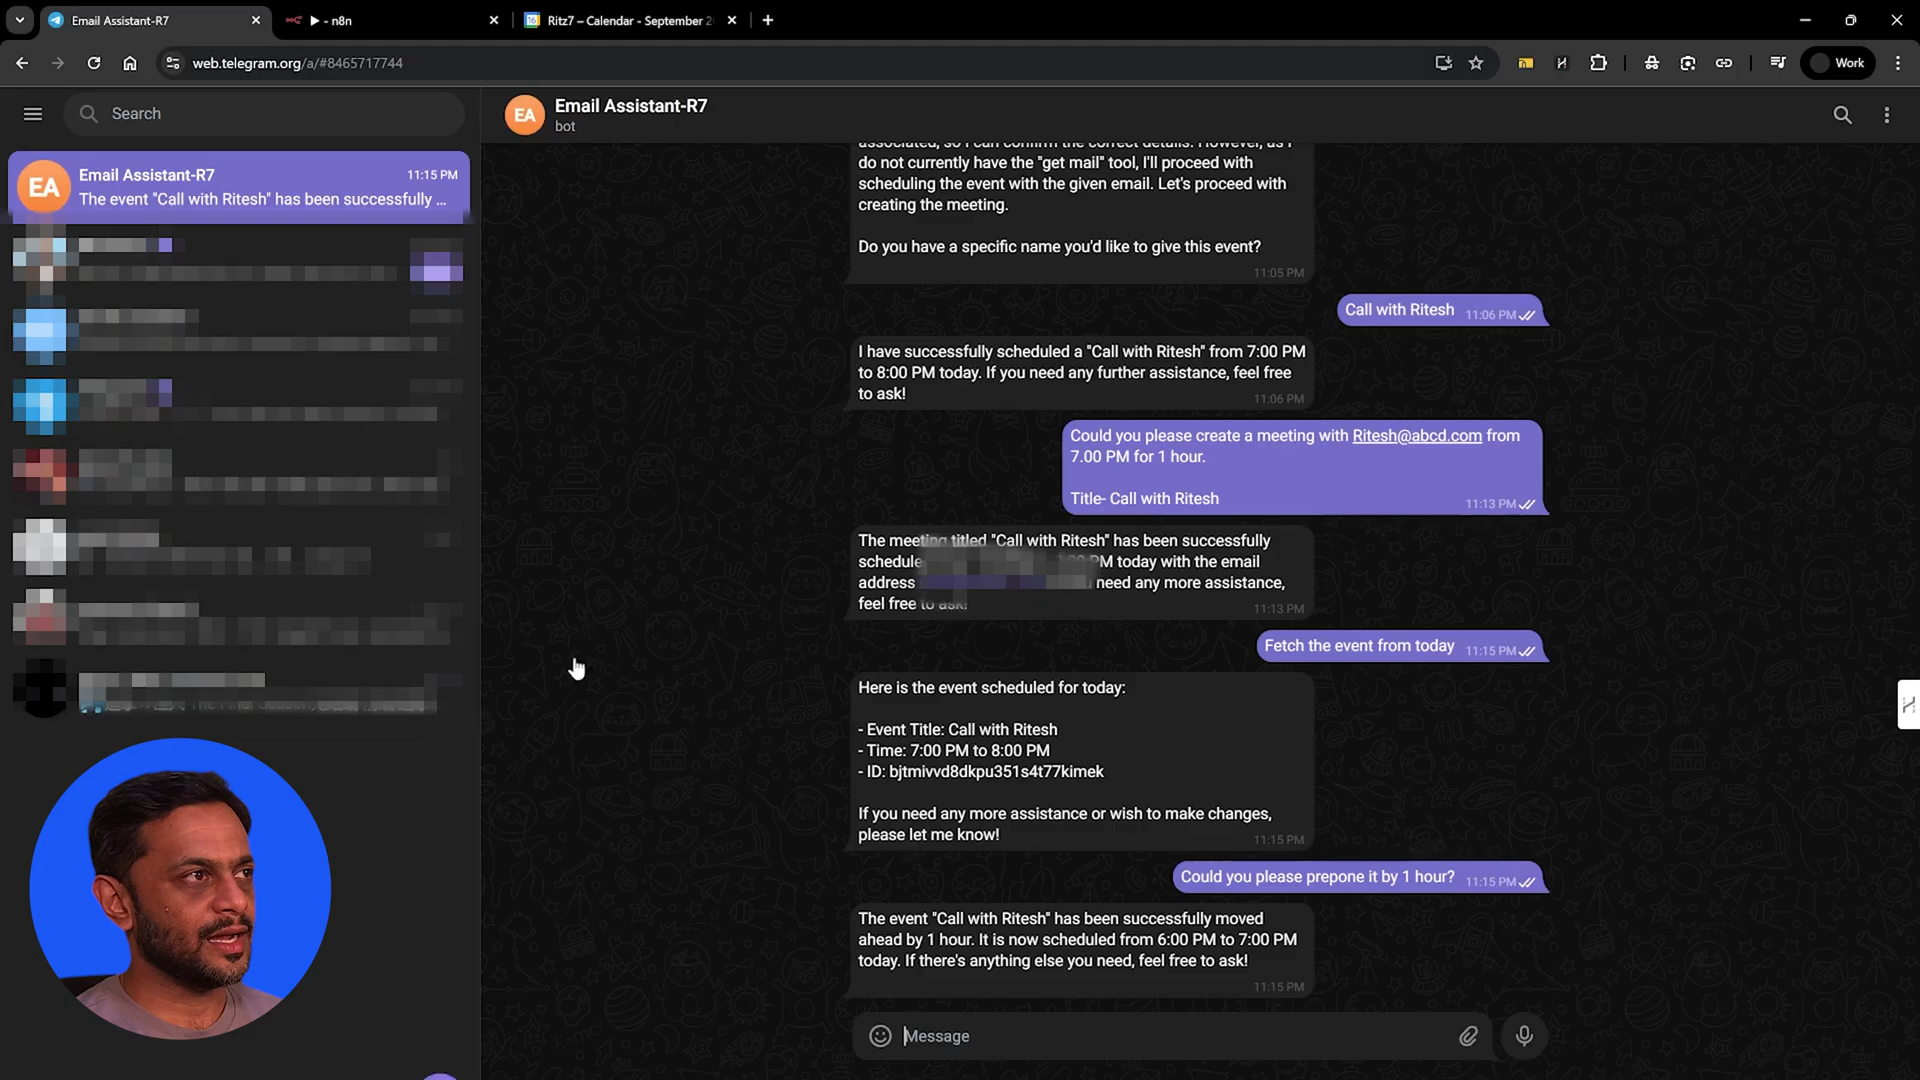 Email Assistant-R7
- n8n
Ritz7 – Calendar - September 2
web.telegram.org/a/#8465717744
Work
Search
EA
Email Assistant-R7
bot
EA
Email Assistant-R7
11:15 PM
The event "Call with Ritesh" has been successfully ...
associated, so I can confirm the correct details. However, as I
do not currently have the "get mail" tool, I'll proceed with
scheduling the event with the given email. Let's proceed with
creating the meeting.
Do you have a specific name you'd like to give this event?
11:05 PM
Call with Ritesh
11:06 PM
I have successfully scheduled a "Call with Ritesh" from 7:00 PM
to 8:00 PM today. If you need any further assistance, feel free
to ask!
11:06 PM
Could you please create a meeting with Ritesh@abcd.com from
7.00 PM for 1 hour.
Title- Call with Ritesh
11:13 PM
The meeting titled "Call with Ritesh" has been successfully
schedule PM today with the email
address need any more assistance,
feel free to ask!
11:13 PM
Fetch the event from today
11:15 PM
Here is the event scheduled for today:
- Event Title: Call with Ritesh
- Time: 7:00 PM to 8:00 PM
- ID: bjtmivvd8dkpu351s4t77kimek
If you need any more assistance or wish to make changes,
please let me know!
11:15 PM
Could you please prepone it by 1 hour?
11:15 PM
The event "Call with Ritesh" has been successfully moved
ahead by 1 hour. It is now scheduled from 6:00 PM to 7:00 PM
today. If there's anything else you need, feel free to ask!
11:15 PM
Message